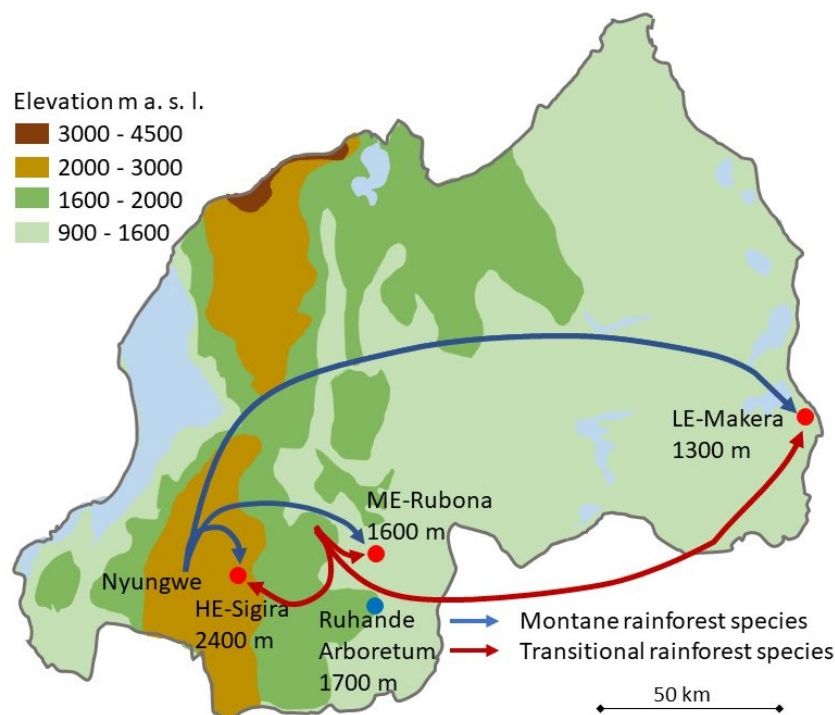 Elevation m a. s. l.
3000 - 4500
2000 - 3000
1600 - 2000
900 - 1600
LE-Makera
1300 m
ME-Rubona
1600 m
Nyungwe
HE-Sigira
2400 m
Ruhande
Arboretum
1700 m
Montane rainforest species
Transitional rainforest species
50 km